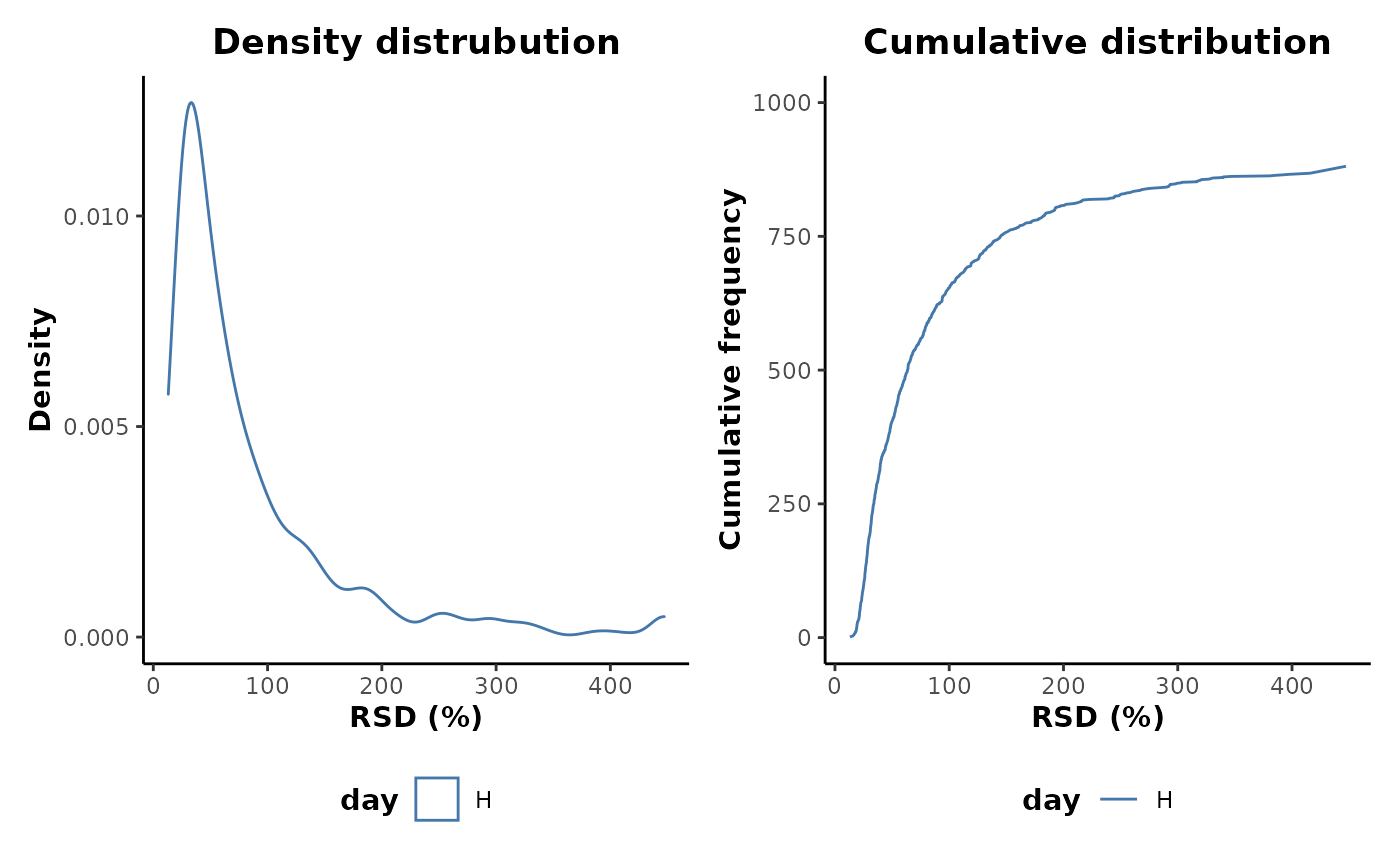 Density distrubution
Density
0.010
0.005
0.000
0 100 200 300 400
RSD (%)
day H
Cumulative distribution
Cumulative frequency
1000
750
500
250
0
0 100 200 300 400
RSD (%)
day H